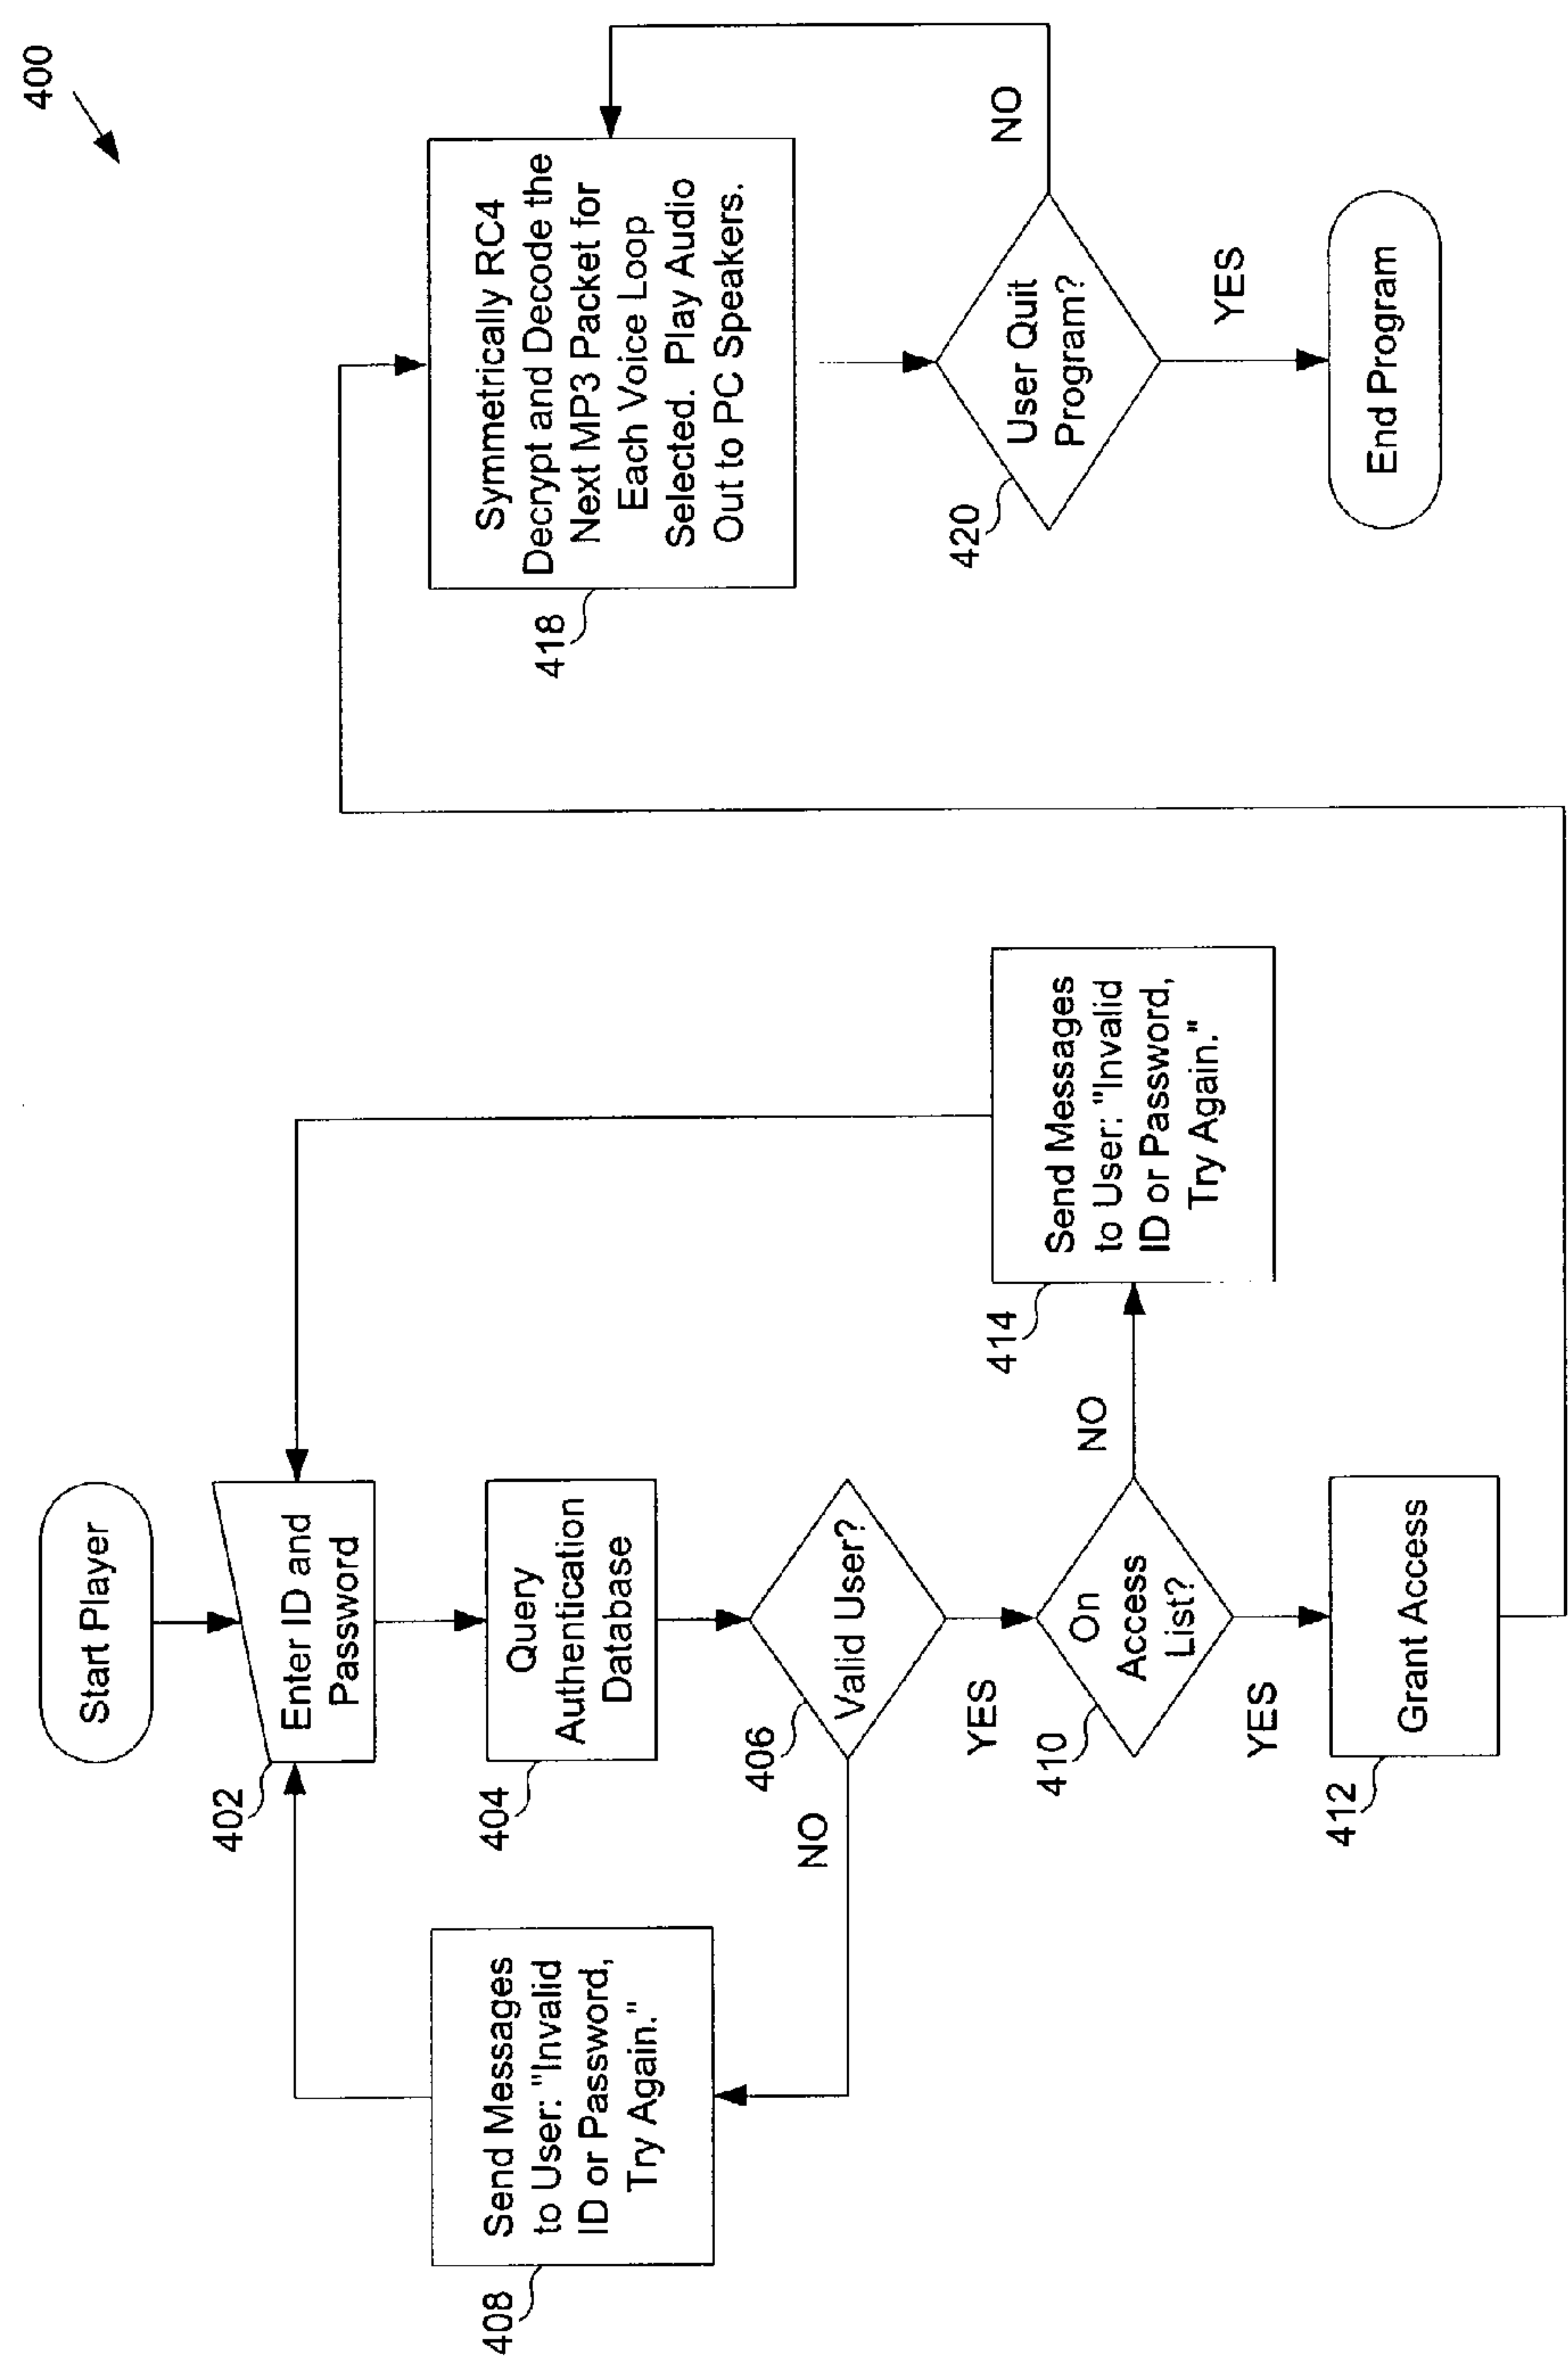 400
Start Player
402
Enter ID and
Password
404
Query
Authentication
Database
406
Valid User?
NO
YES
408
Send Messages
to User: "Invalid
ID or Password,
Try Again."
410
On
Access
List?
NO
YES
414
Send Messages
to User: "Invalid
ID or Password,
Try Again."
412
Grant Access
418
Symmetrically RC4
Decrypt and Decode the
Next MP3 Packet for
Each Voice Loop
Selected. Play Audio
Out to PC Speakers.
420
User Quit
Program?
NO
YES
End Program